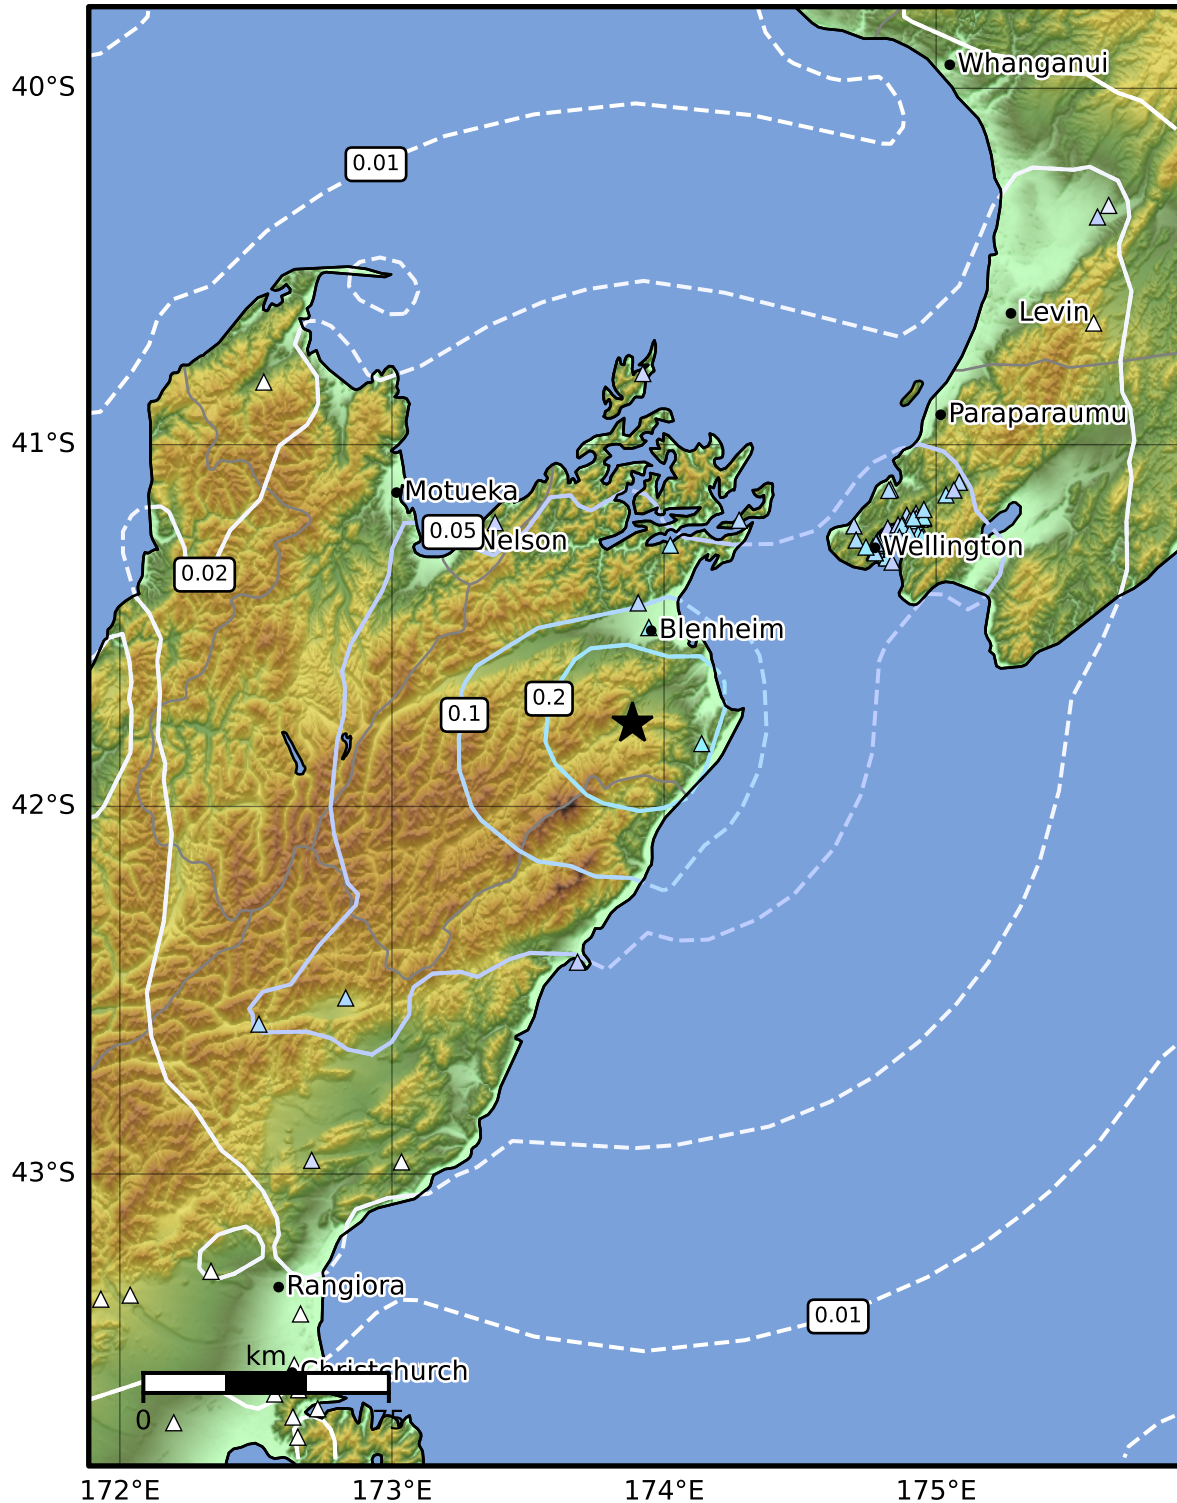 40°S
Whanganui
0.01
Levin
Paraparaumu
41°S
Motueka
0.05
Nelson
Wellington
0.02
Blenheim
0.2
0.1
42°S
43°S
Rangiora
0.01
km
Christchurch
0
75
172°E
173°E
174°E
175°E